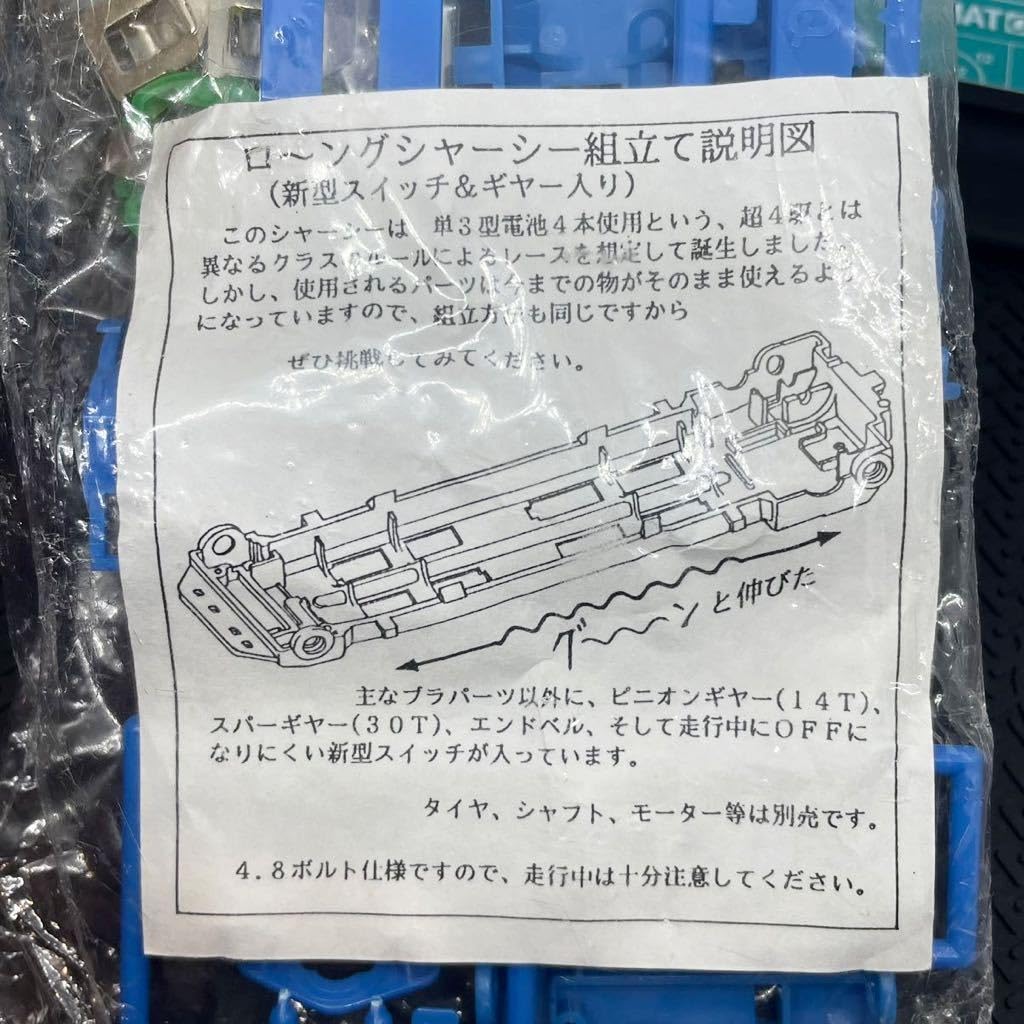 ローングシャーシー組立て説明図
(新型スイッチ&ギヤー入り)
このシャーシーは 単3型電池4本使用という、超4駆とは
異なるクラス ルールによるレースを想定して誕生しました。
しかし、使用されるパーツは今までの物がそのまま使えるよう
になっていますので、組立方法も同じですから
ぜひ挑戦してみてください。
グ〜〜〜ンと伸びた
主なプラパーツ以外に、ピニオンギヤー(14T)、
スパーギヤー(30T)、エンドベル、そして走行中にOFFに
なりにくい新型スイッチが入っています。
タイヤ、シャフト、モーター等は別売です。
4.8ボルト仕様ですので、走行中は十分注意してください。